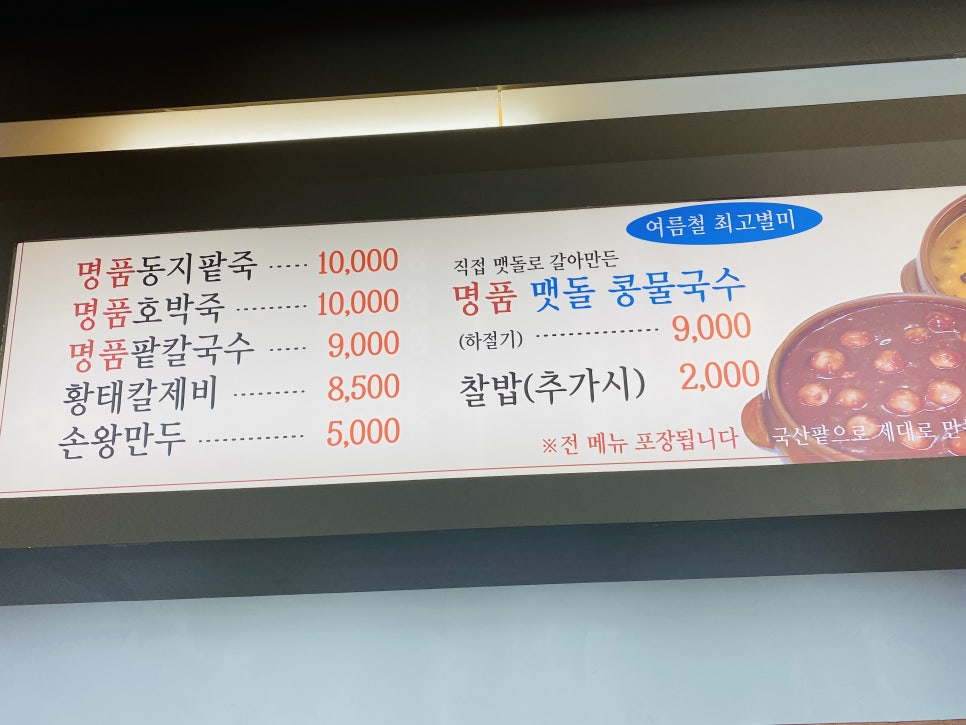 명품동지팥죽 ····· 10,000
명품호박죽 ········· 10,000
명품팥칼국수 ····· 9,000
황태칼제비 ·········· 8,500
손왕만두 ·············· 5,000
여름철 최고별미
직접 맷돌로 갈아만든
명품 맷돌 콩물국수
(하절기) ················ 9,000
찰밥(추가시) 2,000
※전 메뉴 포장됩니다
국산팥으로 제대로